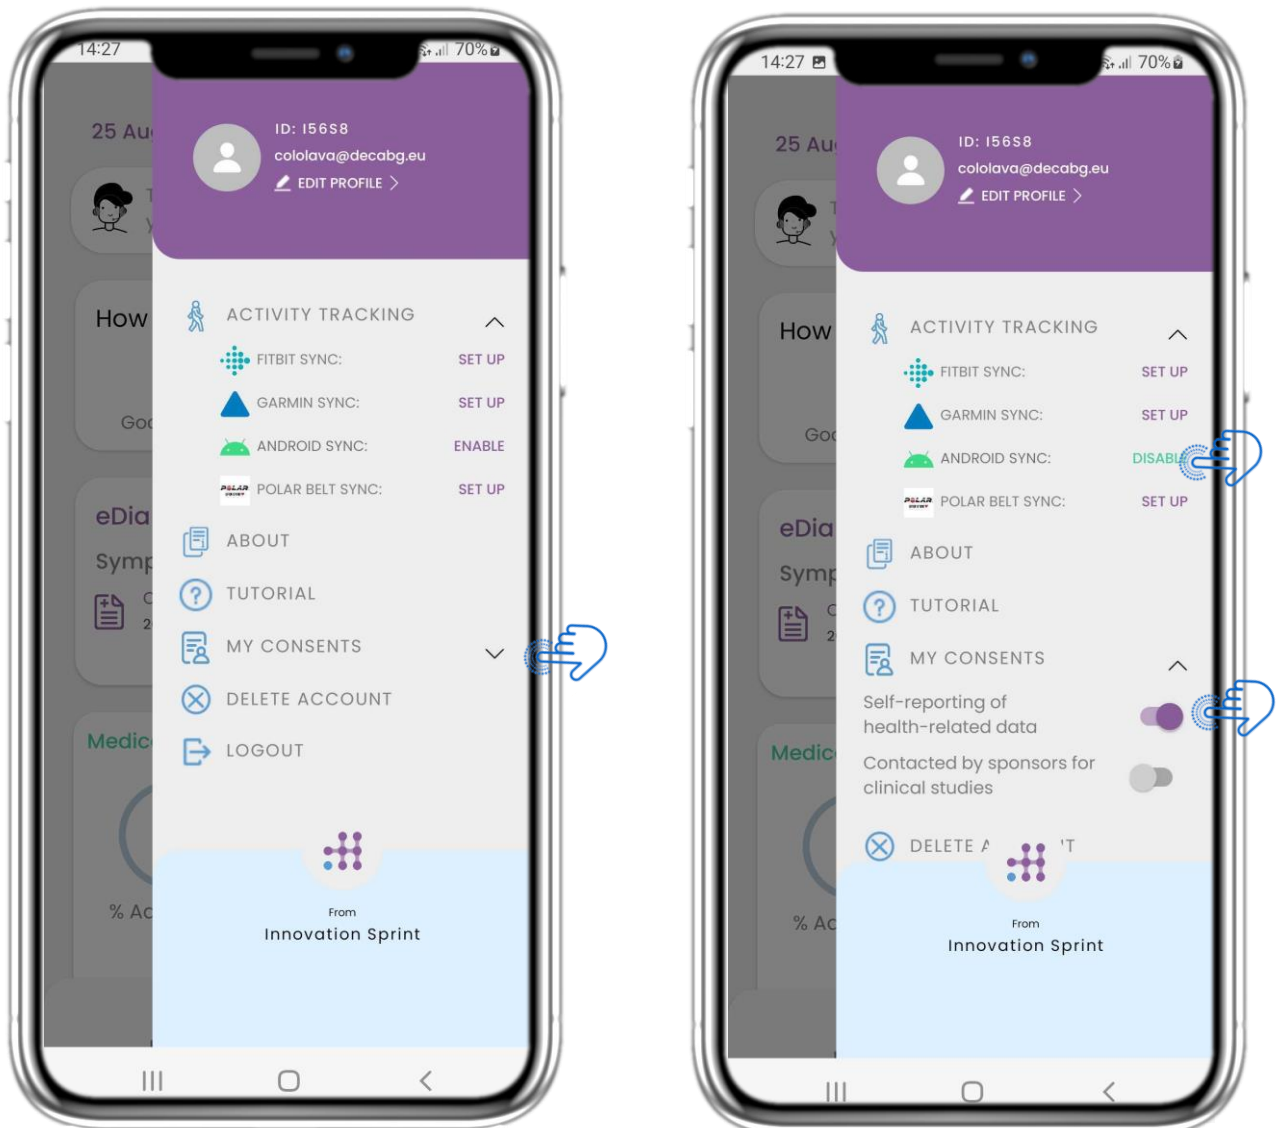 14:27
70%
25 Au
ID: I56S8
cololava@decabg.eu
EDIT PROFILE >
How
ACTIVITY TRACKING
FITBIT SYNC: SET UP
GARMIN SYNC: SET UP
Goo
ANDROID SYNC: ENABLE
POLAR BELT SYNC: SET UP
eDia
ABOUT
Symp
TUTORIAL
MY CONSENTS
DELETE ACCOUNT
Medic
LOGOUT
% Ac
From
Innovation Sprint
14:27
70%
25 Au
ID: I56S8
cololava@decabg.eu
EDIT PROFILE >
How
ACTIVITY TRACKING
FITBIT SYNC: SET UP
GARMIN SYNC: SET UP
Goo
ANDROID SYNC: DISABLE
POLAR BELT SYNC: SET UP
eDia
ABOUT
Symp
TUTORIAL
MY CONSENTS
Self-reporting of
health-related data
Medic
Contacted by sponsors for
clinical studies
DELETE A T
% Ac
From
Innovation Sprint